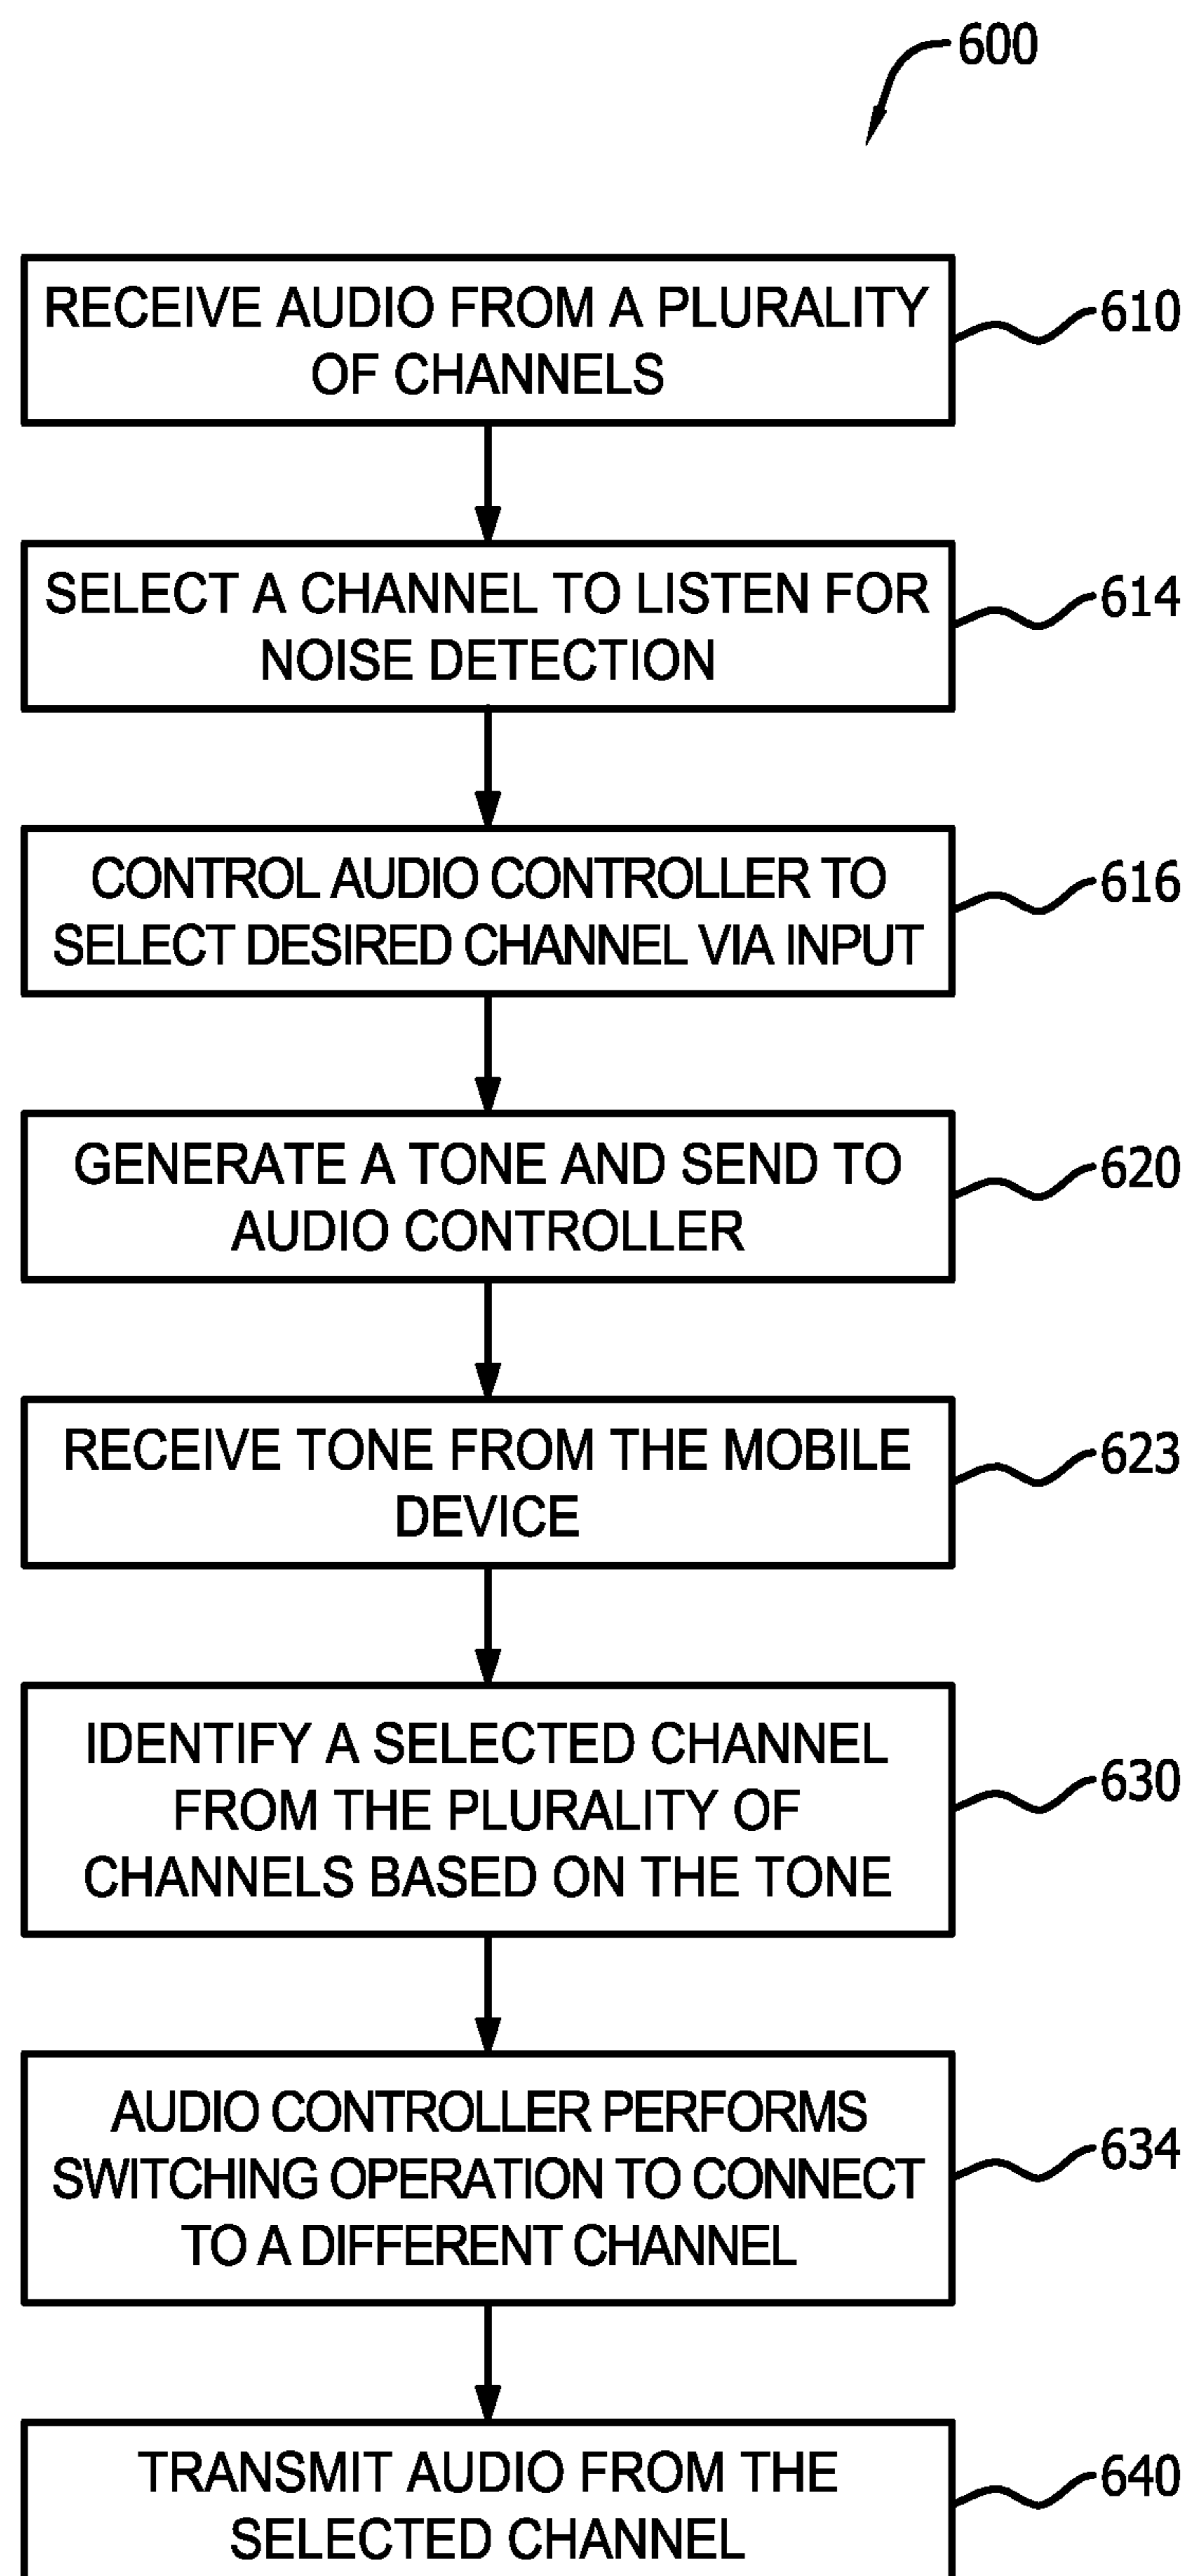 600
RECEIVE AUDIO FROM A PLURALITY
OF CHANNELS
610
SELECT A CHANNEL TO LISTEN FOR
NOISE DETECTION
614
CONTROL AUDIO CONTROLLER TO
SELECT DESIRED CHANNEL VIA INPUT
616
GENERATE A TONE AND SEND TO
AUDIO CONTROLLER
620
RECEIVE TONE FROM THE MOBILE
DEVICE
623
IDENTIFY A SELECTED CHANNEL
FROM THE PLURALITY OF
CHANNELS BASED ON THE TONE
630
AUDIO CONTROLLER PERFORMS
SWITCHING OPERATION TO CONNECT
TO A DIFFERENT CHANNEL
634
TRANSMIT AUDIO FROM THE
SELECTED CHANNEL
640